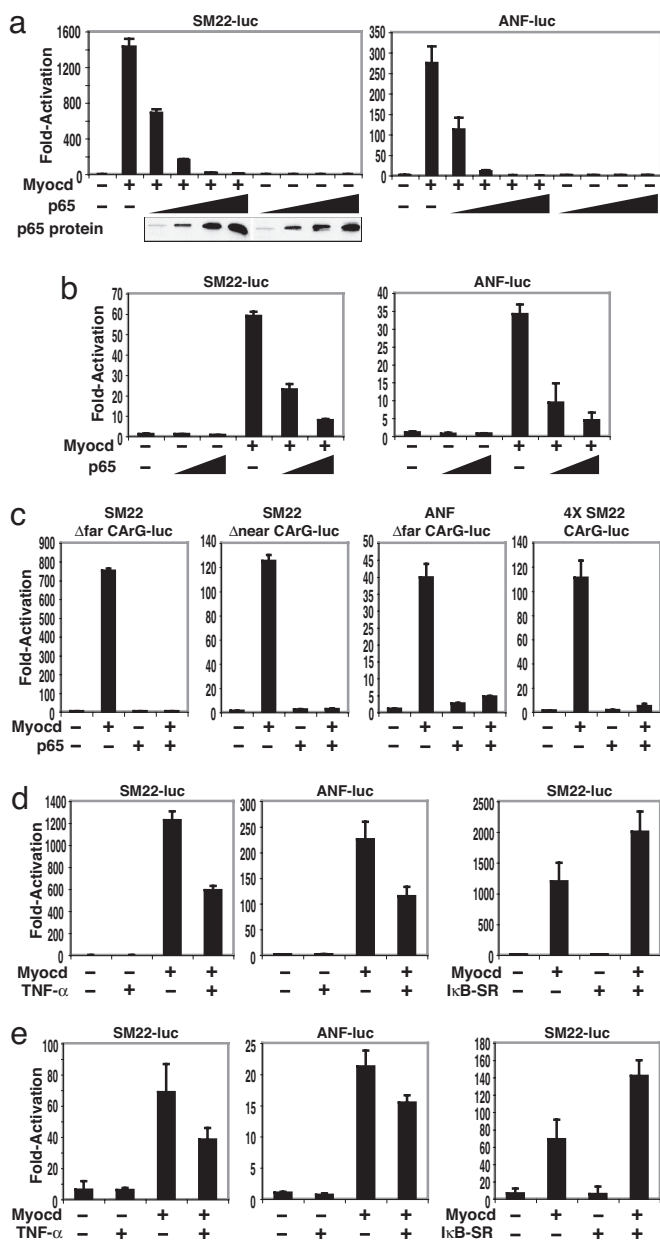 a
SM22-luc
ANF-luc
Fold-Activation
1600
1200
800
400
0
350
300
250
200
150
100
50
0
Myocd – + + + + + – – – –
– + + + + + – – – –
p65 – –
– –
p65 protein
b
SM22-luc
ANF-luc
Fold-Activation
70
60
50
40
30
20
10
0
40
35
30
25
20
15
10
5
0
Myocd – – – + + +
– – – + + +
p65 – –
– –
c
SM22
Δfar CArG-luc
SM22
Δnear CArG-luc
ANF
Δfar CArG-luc
4X SM22
CArG-luc
Fold-Activation
900
800
700
600
500
400
300
200
100
0
140
120
100
80
60
40
20
0
50
45
40
35
30
25
20
15
10
5
0
140
120
100
80
60
40
20
0
Myocd – + – + – + – + – + – + – + – +
p65 – – + + – – + + – – + + – – + +
d
SM22-luc
ANF-luc
SM22-luc
Fold-Activation
1400
1200
1000
800
600
400
200
0
300
250
200
150
100
50
0
2500
2000
1500
1000
500
0
Myocd – – + + – – + +
TNF-α – + – + – + – +
Myocd – + – +
IκB-SR – – + +
e
SM22-luc
ANF-luc
SM22-luc
Fold-Activation
100
80
60
40
20
0
25
20
15
10
5
0
180
160
140
120
100
80
60
40
20
0
Myocd – – + + – – + +
TNF-α – + – + – + – +
Myocd – + – +
IκB-SR – – + +